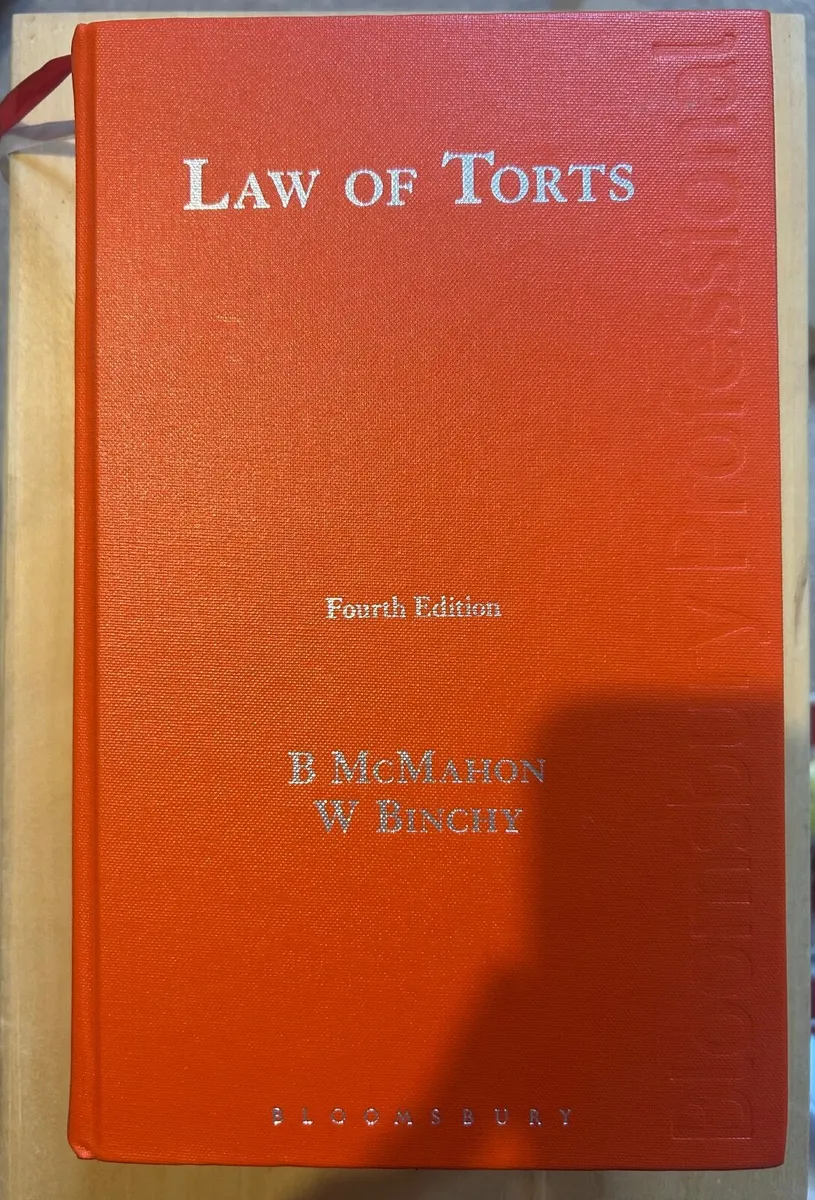 LAW OF TORTS
Fourth Edition
B MCMAHON
W BINCHY
BLOOMSBURY
Bloomsbury Professional